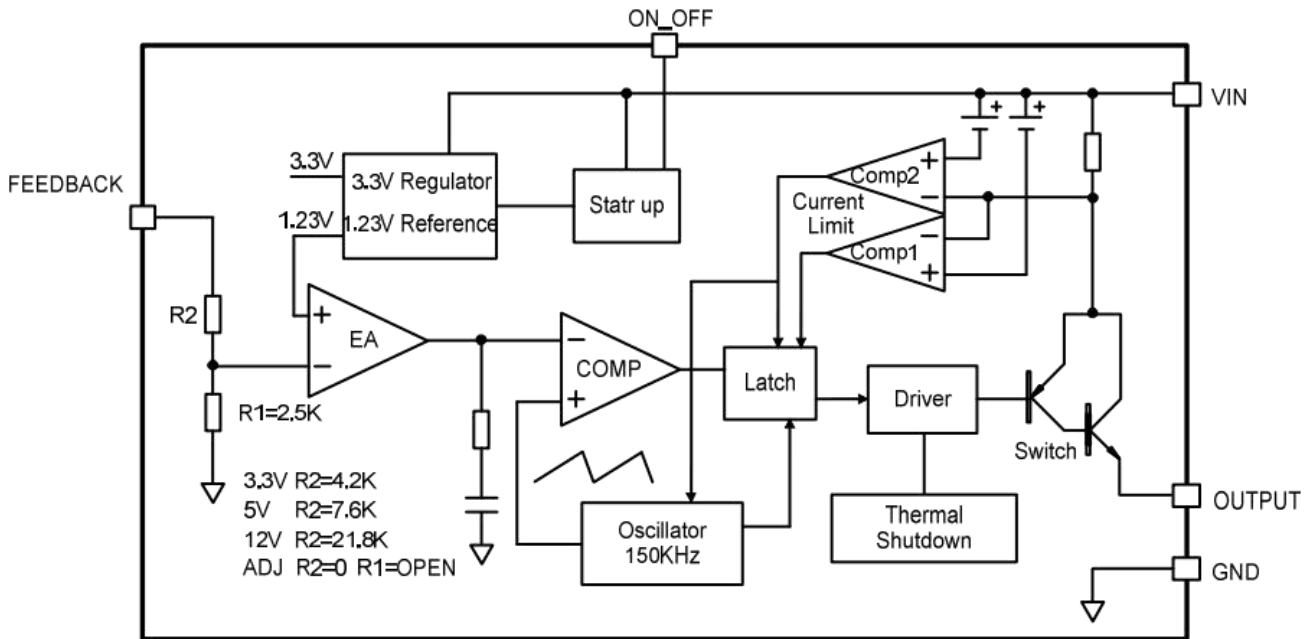 ON_OFF
VIN
FEEDBACK
3.3V
3.3V Regulator
1.23V
1.23V Reference
Statr up
+
+
+
Comp2
−
Current
Limit
−
Comp1
+
R2
+
EA
−
−
COMP
+
Latch
Driver
Switch
R1=2.5K
3.3V R2=4.2K
5V R2=7.6K
12V R2=21.8K
ADJ R2=0 R1=OPEN
Oscillator
150KHz
Thermal
Shutdown
OUTPUT
GND